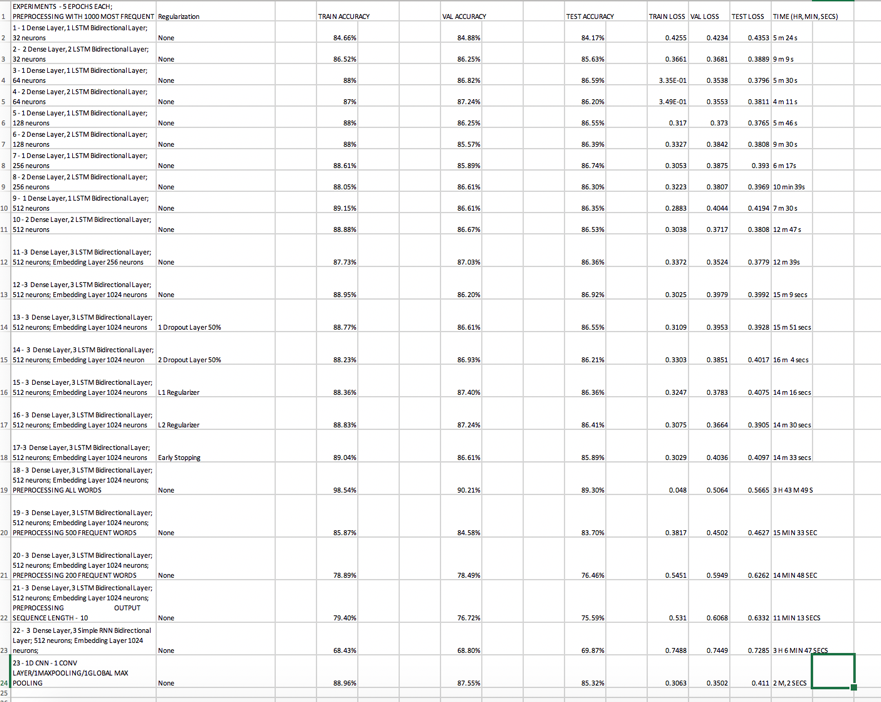 EXPERIMENTS - 5 EPOCHS EACH;
1 PREPROCESSING WITH 1000 MOST FREQUENT Regularization TRAIN ACCURACY VAL ACCURACY TEST ACCURACY TRAIN LOSS VAL LOSS TEST LOSS TIME (HR, MIN, SECS)
1 - 1 Dense Layer, 1 LSTM Bidirectional Layer;
2 32 neurons None 84.66% 84.88% 84.17% 0.4255 0.4234 0.4353 5 m 24 s
2 - 2 Dense Layer, 2 LSTM Bidirectional Layer;
3 32 neurons None 86.52% 86.25% 85.63% 0.3661 0.3681 0.3889 9 m 9 s
3 - 1 Dense Layer, 1 LSTM Bidirectional Layer;
4 64 neurons None 88% 86.82% 86.59% 3.35E-01 0.3538 0.3796 5 m 30 s
4 - 2 Dense Layer, 2 LSTM Bidirectional Layer;
5 64 neurons None 87% 87.24% 86.20% 3.49E-01 0.3553 0.3811 4 m 11 s
5 - 1 Dense Layer, 1 LSTM Bidirectional Layer;
6 128 neurons None 88% 86.25% 86.55% 0.317 0.373 0.3765 5 m 46 s
6 - 2 Dense Layer, 2 LSTM Bidirectional Layer;
7 128 neurons None 88% 85.57% 86.39% 0.3327 0.3842 0.3808 9 m 30 s
7 - 1 Dense Layer, 1 LSTM Bidirectional Layer;
8 256 neurons None 88.61% 85.89% 86.74% 0.3053 0.3875 0.393 6 m 17s
8 - 2 Dense Layer, 2 LSTM Bidirectional Layer;
9 256 neurons None 88.05% 86.61% 86.30% 0.3223 0.3807 0.3969 10 min 39s
9 - 1 Dense Layer, 1 LSTM Bidirectional Layer;
10 512 neurons None 89.15% 86.61% 86.35% 0.2883 0.4044 0.4194 7 m 30 s
10 - 2 Dense Layer, 2 LSTM Bidirectional Layer;
11 512 neurons None 88.88% 86.67% 86.53% 0.3038 0.3717 0.3808 12 m 47 s
11 -3 Dense Layer, 3 LSTM Bidirectional Layer;
12 512 neurons; Embedding Layer 256 neurons None 87.73% 87.03% 86.36% 0.3372 0.3524 0.3779 12 m 39s
12 -3 Dense Layer, 3 LSTM Bidirectional Layer;
13 512 neurons; Embedding Layer 1024 neurons None 88.95% 86.20% 86.92% 0.3025 0.3979 0.3992 15 m 9 secs
13 - 3 Dense Layer, 3 LSTM Bidirectional Layer;
14 512 neurons; Embedding Layer 1024 neurons 1 Dropout Layer 50% 88.77% 86.61% 86.55% 0.3109 0.3953 0.3928 15 m 51 secs
14 - 3 Dense Layer, 3 LSTM Bidirectional Layer;
15 512 neurons; Embedding Layer 1024 neuron 2 Dropout Layer 50% 88.23% 86.93% 86.21% 0.3303 0.3851 0.4017 16 m 4 secs
15 - 3 Dense Layer, 3 LSTM Bidirectional Layer;
16 512 neurons; Embedding Layer 1024 neurons L1 Regularizer 88.36% 87.40% 86.36% 0.3247 0.3783 0.4075 14 m 16 secs
16 - 3 Dense Layer, 3 LSTM Bidirectional Layer;
17 512 neurons; Embedding Layer 1024 neurons L2 Regularizer 88.83% 87.24% 86.41% 0.3075 0.3664 0.3905 14 m 30 secs
17-3 Dense Layer, 3 LSTM Bidirectional Layer;
18 512 neurons; Embedding Layer 1024 neurons Early Stopping 89.04% 86.61% 85.89% 0.3029 0.4036 0.4097 14 m 33 secs
18 - 3 Dense Layer, 3 LSTM Bidirectional Layer;
512 neurons; Embedding Layer 1024 neurons;
19 PREPROCESSING ALL WORDS None 98.54% 90.21% 89.30% 0.048 0.5064 0.5665 3 H 43 M 49 S
19 - 3 Dense Layer, 3 LSTM Bidirectional Layer;
512 neurons; Embedding Layer 1024 neurons;
20 PREPROCESSING 500 FREQUENT WORDS None 85.87% 84.58% 83.70% 0.3817 0.4502 0.4627 15 MIN 33 SEC
20 - 3 Dense Layer, 3 LSTM Bidirectional Layer;
512 neurons; Embedding Layer 1024 neurons;
21 PREPROCESSING 200 FREQUENT WORDS None 78.89% 78.49% 76.46% 0.5451 0.5949 0.6262 14 MIN 48 SEC
21 - 3 Dense Layer, 3 LSTM Bidirectional Layer;
512 neurons; Embedding Layer 1024 neurons;
PREPROCESSING OUTPUT
22 SEQUENCE LENGTH - 10 None 79.40% 76.72% 75.59% 0.531 0.6068 0.6332 11 MIN 13 SECS
22 - 3 Dense Layer, 3 Simple RNN Bidirectional
Layer; 512 neurons; Embedding Layer 1024
23 neurons; None 68.43% 68.80% 69.87% 0.7488 0.7449 0.7285 3 H 6 MIN 47 SECS
23 - 1D CNN - 1 CONV
LAYER/1MAXPOOLING/1GLOBAL MAX
24 POOLING None 88.96% 87.55% 85.32% 0.3063 0.3502 0.411 2 M, 2 SECS
25